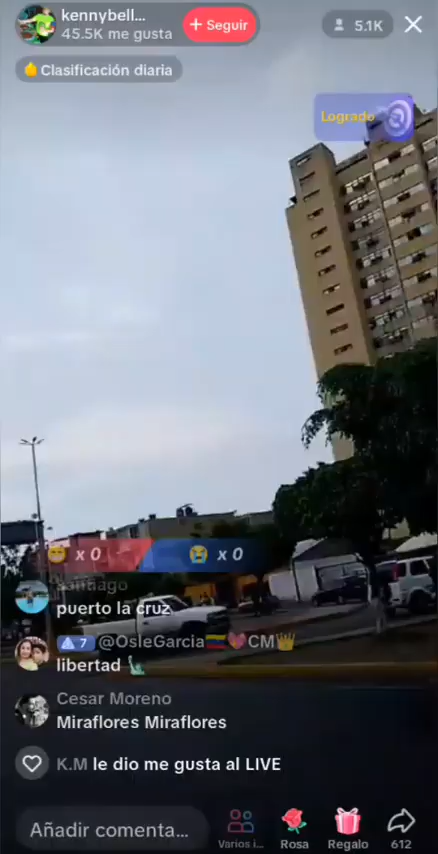 kennybell...
45.5K me gusta
+ Seguir
5.1K
Clasificación diaria
Logrado
x 0
x 0
santiago
puerto la cruz
7 @OsleGarcia🇻🇪💖CM👑
libertad 🗽
Cesar Moreno
Miraflores Miraflores
K.M le dio me gusta al LIVE
Añadir comenta...
Varios i...
Rosa
Regalo
612